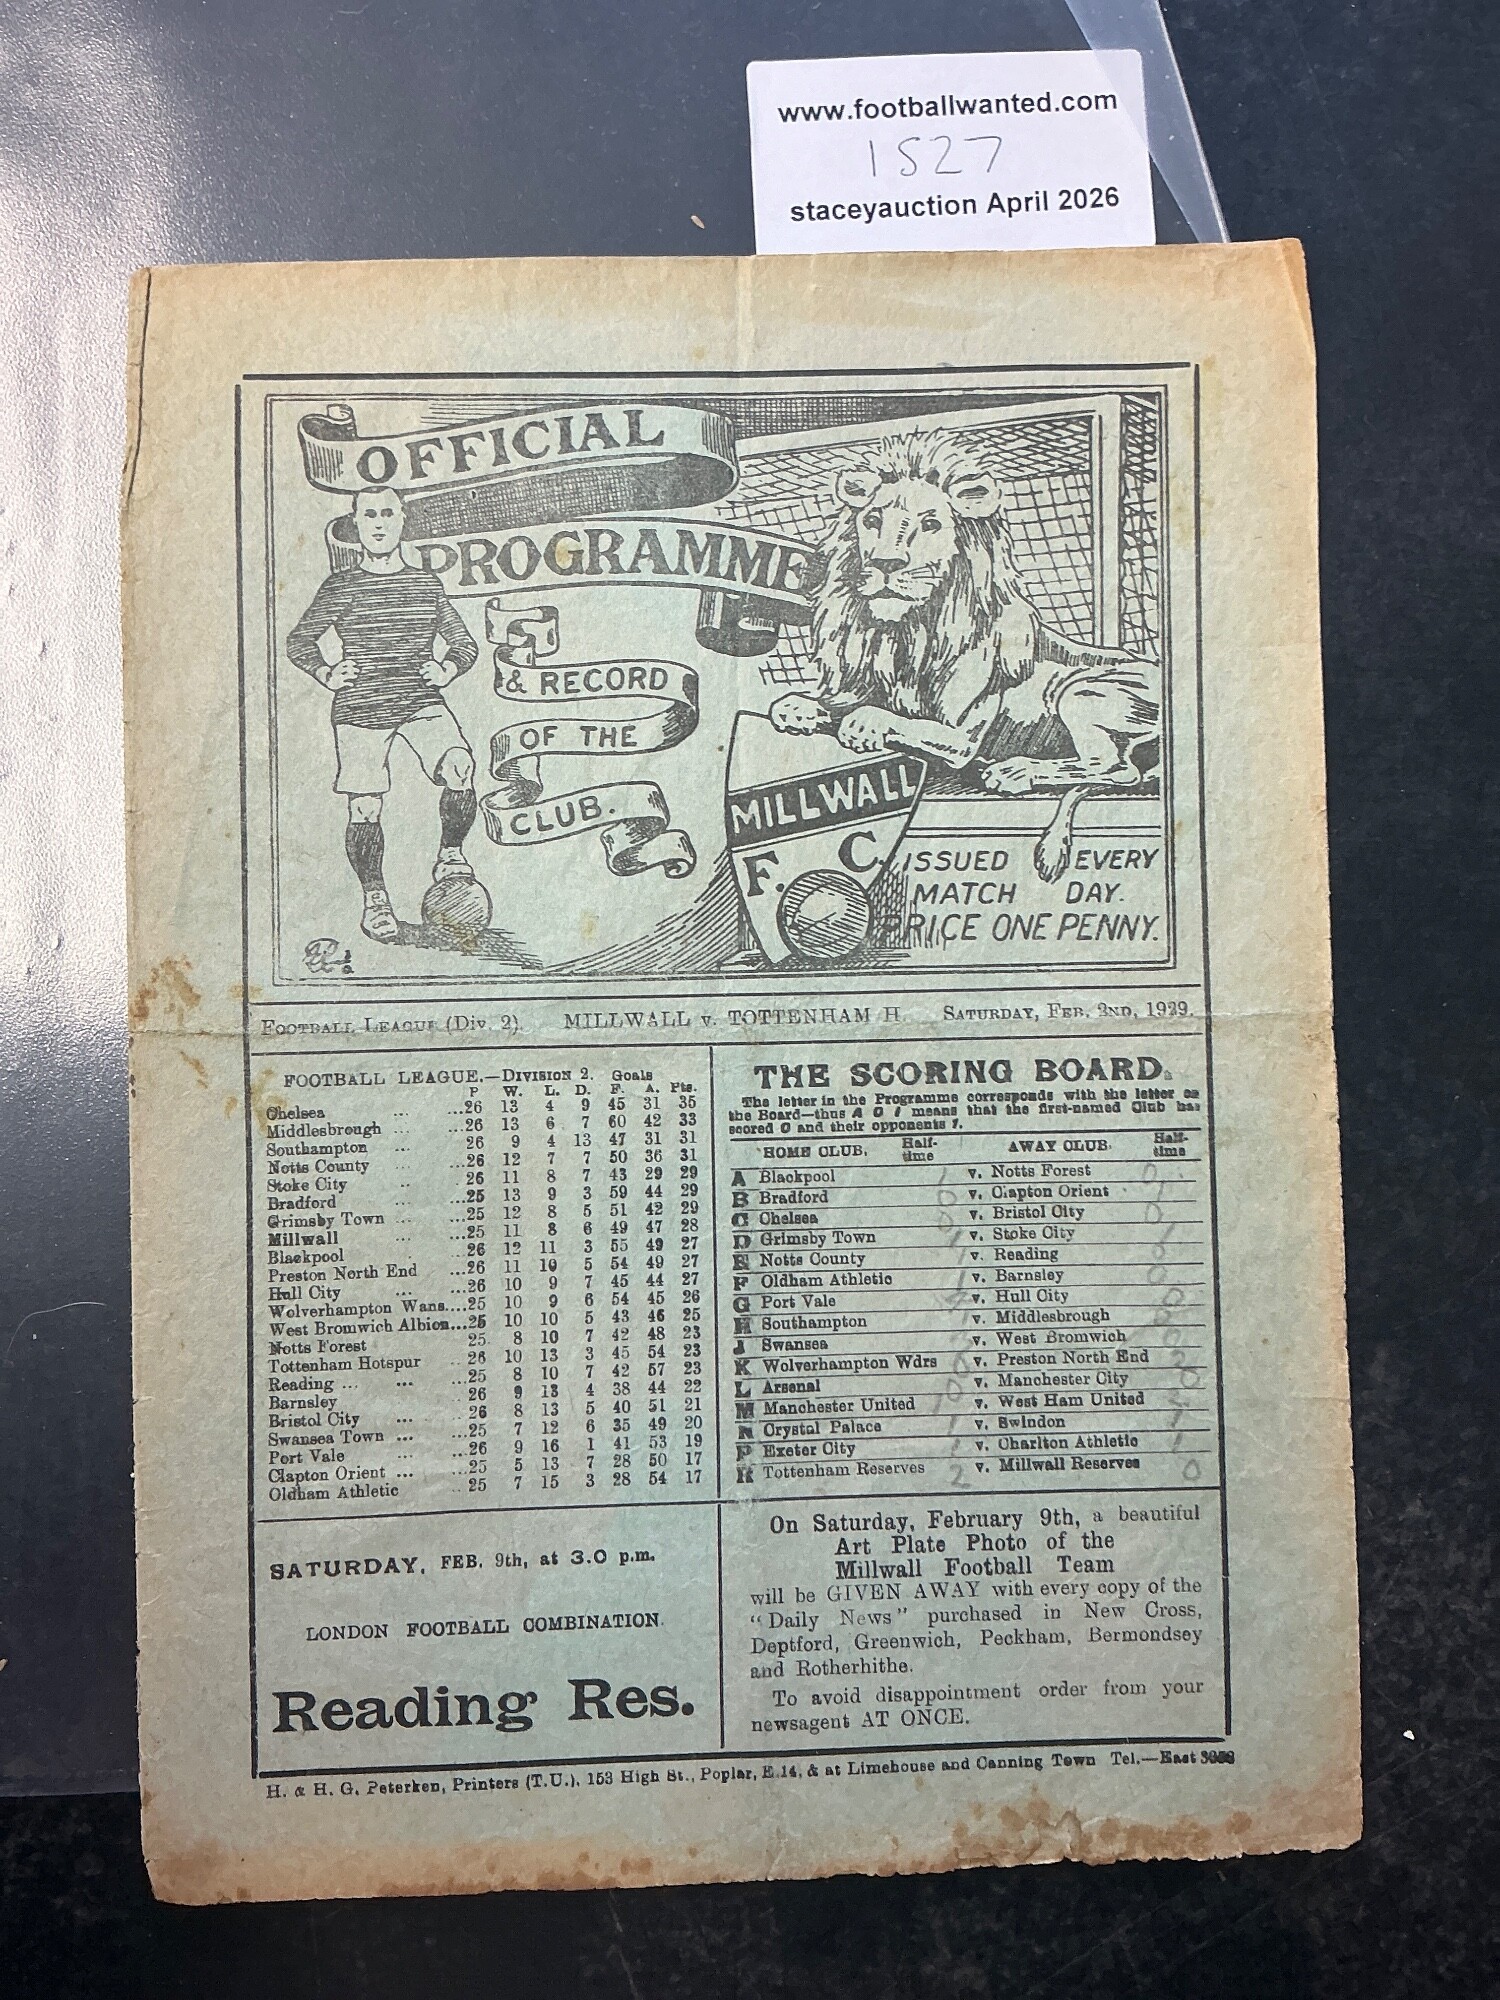 www.footballwanted.com
1527
staceyauction April 2026
OFFICIAL
PROGRAMME
& RECORD
OF THE
CLUB.
MILLWALL
F. C.
ISSUED EVERY
MATCH DAY.
PRICE ONE PENNY.
FOOTBALL LEAGUE (Div. 2). MILLWALL v. TOTTENHAM H. SATURDAY, FEB. 2ND, 1929.
FOOTBALL LEAGUE.—DIVISION 2. Goals
P W. L. D. F. A. Pts.
Chelsea ... ...26 13 4 9 45 31 35
Middlesbrough ... ...26 13 6 7 60 42 33
Southampton ... 26 9 4 13 47 31 31
Notts County ...26 12 7 7 50 36 31
Stoke City .. 26 11 8 7 43 29 29
Bradford ... ...25 13 9 3 59 44 29
Grimsby Town ... ...25 12 8 5 51 42 29
Millwall ... ...25 11 8 6 49 47 28
Blackpool . 26 12 11 3 55 49 27
Preston North End ...26 11 10 5 54 49 27
Hull City ... ...26 10 9 7 45 44 27
Wolverhampton Wans....25 10 9 6 54 45 26
West Bromwich Albion...25 10 10 5 43 46 25
Notts Forest 25. 8 10 7 42 48 23
Tottenham Hotspur .. 26 10 13 3 45 54 23
Reading ... ... ...25 8 10 7 42 57 23
Barnsley 26 9 13 4 38 44 22
Bristol City ... ...26 8 13 5 40 51 21
Swansea Town ... ...25 7 12 6 35 49 20
Port Vale ... ...26 9 16 1 41 53 19
Clapton Orient ... ...25 5 13 7 28 50 17
Oldham Athletic .. 25 7 15 3 28 54 17
THE SCORING BOARD.
The letter in the Programme corresponds with the letter on
the Board—thus A 0 1 means that the first-named Club has
scored 0 and their opponents 1.
HOME CLUB. Half-time AWAY CLUB. Half-time
A Blackpool 1 v. Notts Forest 0
B Bradford 0 v. Clapton Orient 1
C Chelsea 0 v. Bristol City 0
D Grimsby Town v. Stoke City
E Notts County v. Reading
F Oldham Athletic v. Barnsley 0
G Port Vale v. Hull City 0
H Southampton v. Middlesbrough
J Swansea v. West Bromwich
K Wolverhampton Wdrs v. Preston North End 2
L Arsenal v. Manchester City 0
M Manchester United v. West Ham United
N Crystal Palace 1 v. Swindon
P Exeter City 1 v. Charlton Athletic 1
R Tottenham Reserves 2 v. Millwall Reserves 0
SATURDAY, FEB. 9th, at 3.0 p.m.
LONDON FOOTBALL COMBINATION.
Reading Res.
On Saturday, February 9th, a beautiful
Art Plate Photo of the
Millwall Football Team
will be GIVEN AWAY with every copy of the
"Daily News" purchased in New Cross,
Deptford, Greenwich, Peckham, Bermondsey
and Rotherhithe.
To avoid disappointment order from your
newsagent AT ONCE.
H. & H. G. Peterken, Printers (T.U.), 153 High St., Poplar, E.14, & at Limehouse and Canning Town Tel.—East